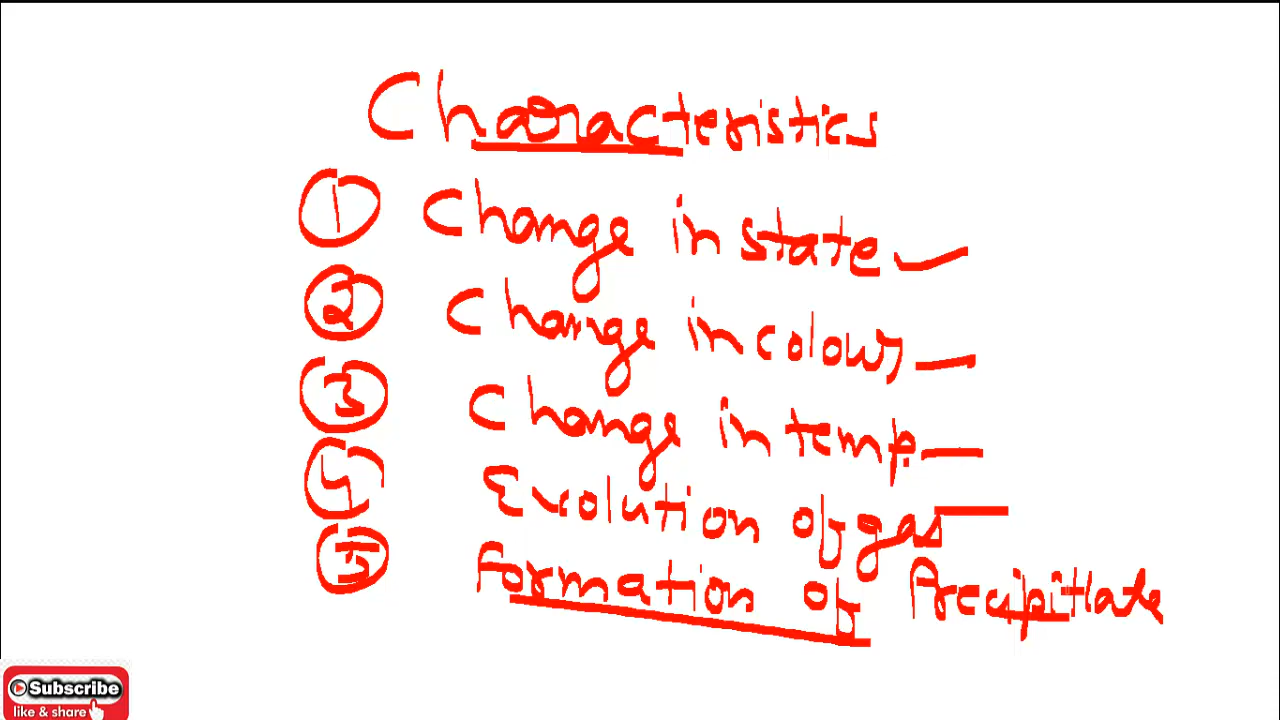 Characteristics
1 Change in state
2 Change in colour
3 Change in temp.
4 Evolution of gas
5 Formation of Precipitate
Subscribe
like & share